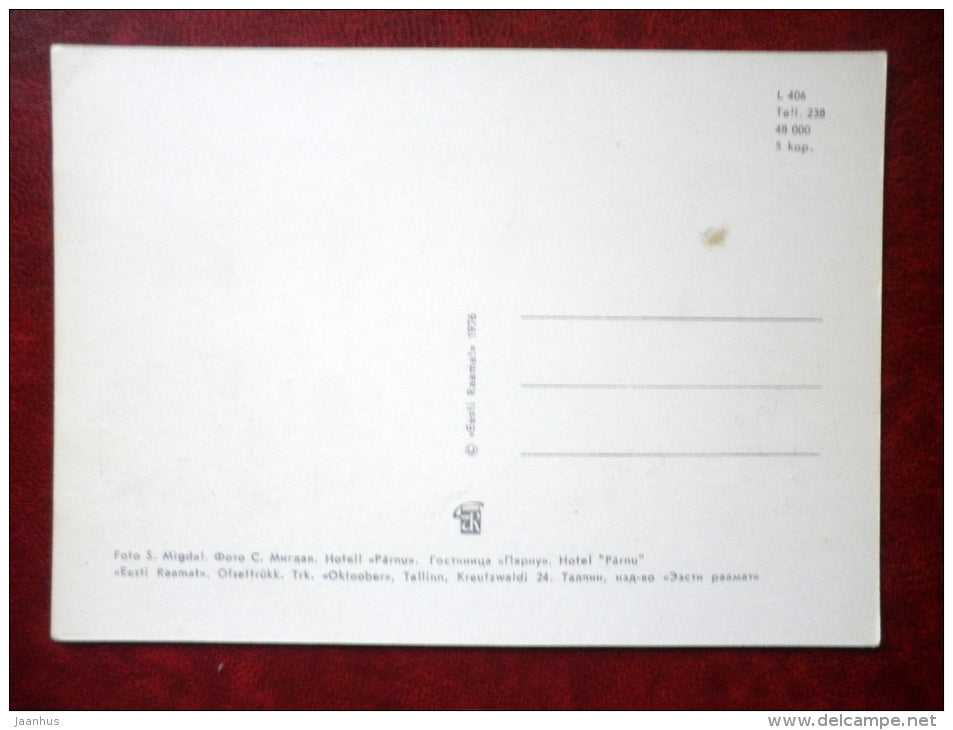 L 406
Tell. 238
48 000
5 kop.
© «Eesti Raamat» 1976
ER
Foto S. Migdal. Фото С. Мигдал. Hotell «Pärnu». Гостиница «Пярну». Hotel "Pärnu"
«Eesti Raamat». Ofsettrükk. Trk. «Oktoober», Tallinn, Kreutzwaldi 24. Таллин, изд-во «Ээсти раамат»
jaanhus
www.delcampe.net